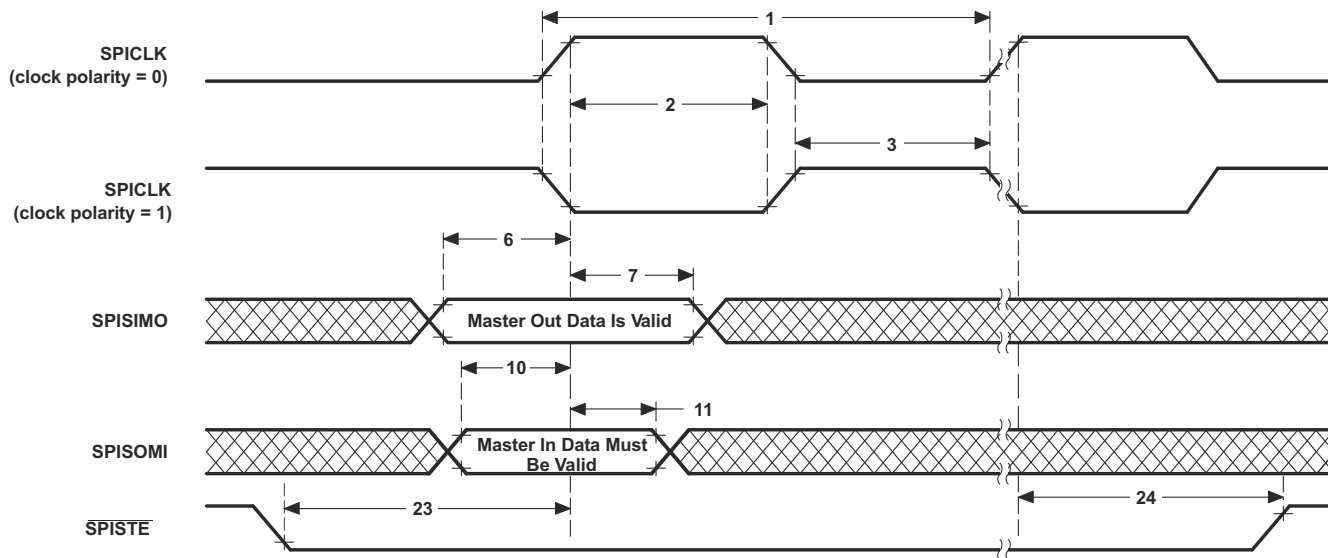 1
SPICLK
(clock polarity = 0)
2
3
SPICLK
(clock polarity = 1)
6
7
SPISIMO
Master Out Data Is Valid
10
11
SPISOMI
Master In Data Must
Be Valid
23
24
SPISTE